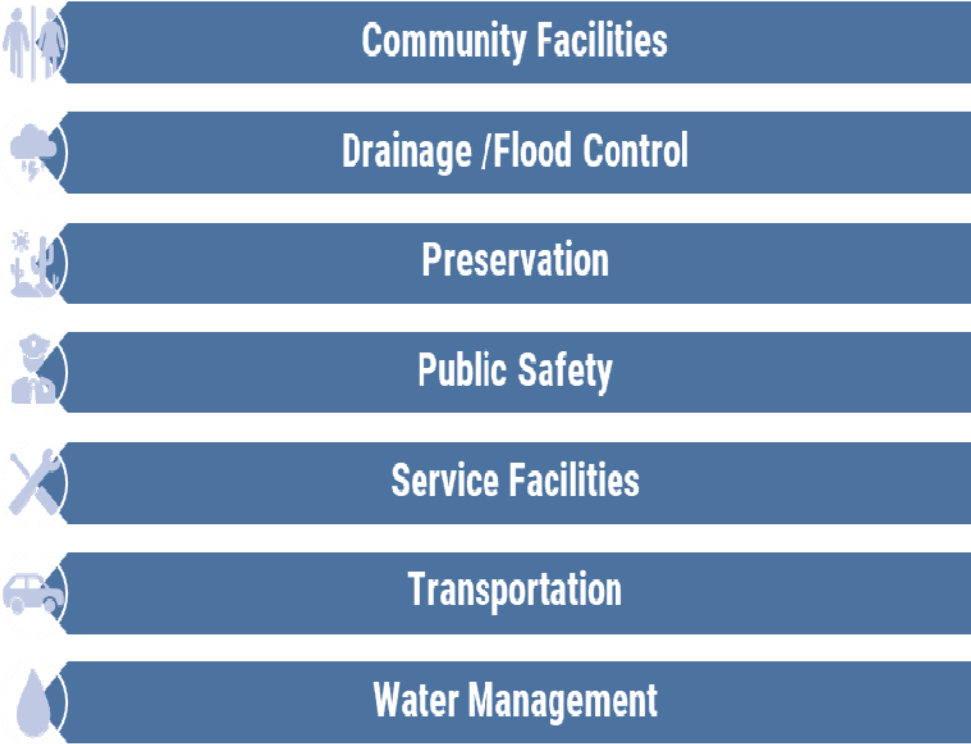 Community Facilities
Drainage /Flood Control
Preservation
Public Safety
Service Facilities
Transportation
Water Management